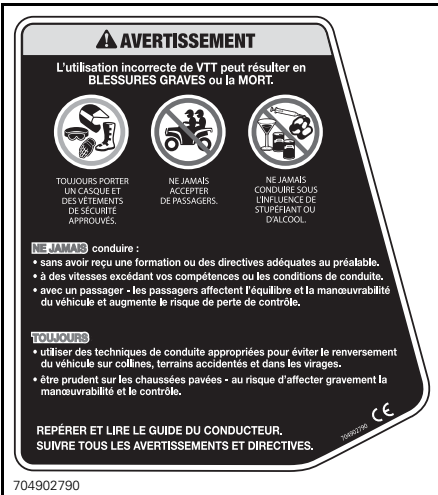 AVERTISSEMENT
L'utilisation incorrecte de VTT peut résulter en
BLESSURES GRAVES ou la MORT.
TOUJOURS PORTER
UN CASQUE ET
DES VÊTEMENTS
DE SÉCURITÉ
APPROUVÉS.
NE JAMAIS
ACCEPTER
DE PASSAGERS.
NE JAMAIS
CONDUIRE SOUS
L'INFLUENCE DE
STUPÉFIANT OU
D'ALCOOL.
NE JAMAIS conduire :
• sans avoir reçu une formation ou des directives adéquates au préalable.
• à des vitesses excédant vos compétences ou les conditions de conduite.
• avec un passager - les passagers affectent l'équilibre et la manœuvrabilité
du véhicule et augmente le risque de perte de contrôle.
TOUJOURS
• utiliser des techniques de conduite appropriées pour éviter le renversement
du véhicule sur collines, terrains accidentés et dans les virages.
• être prudent sur les chaussées pavées - au risque d'affecter gravement la
manœuvrabilité et le contrôle.
REPÉRER ET LIRE LE GUIDE DU CONDUCTEUR.
SUIVRE TOUS LES AVERTISSEMENTS ET DIRECTIVES.
704902790
CE
704902790